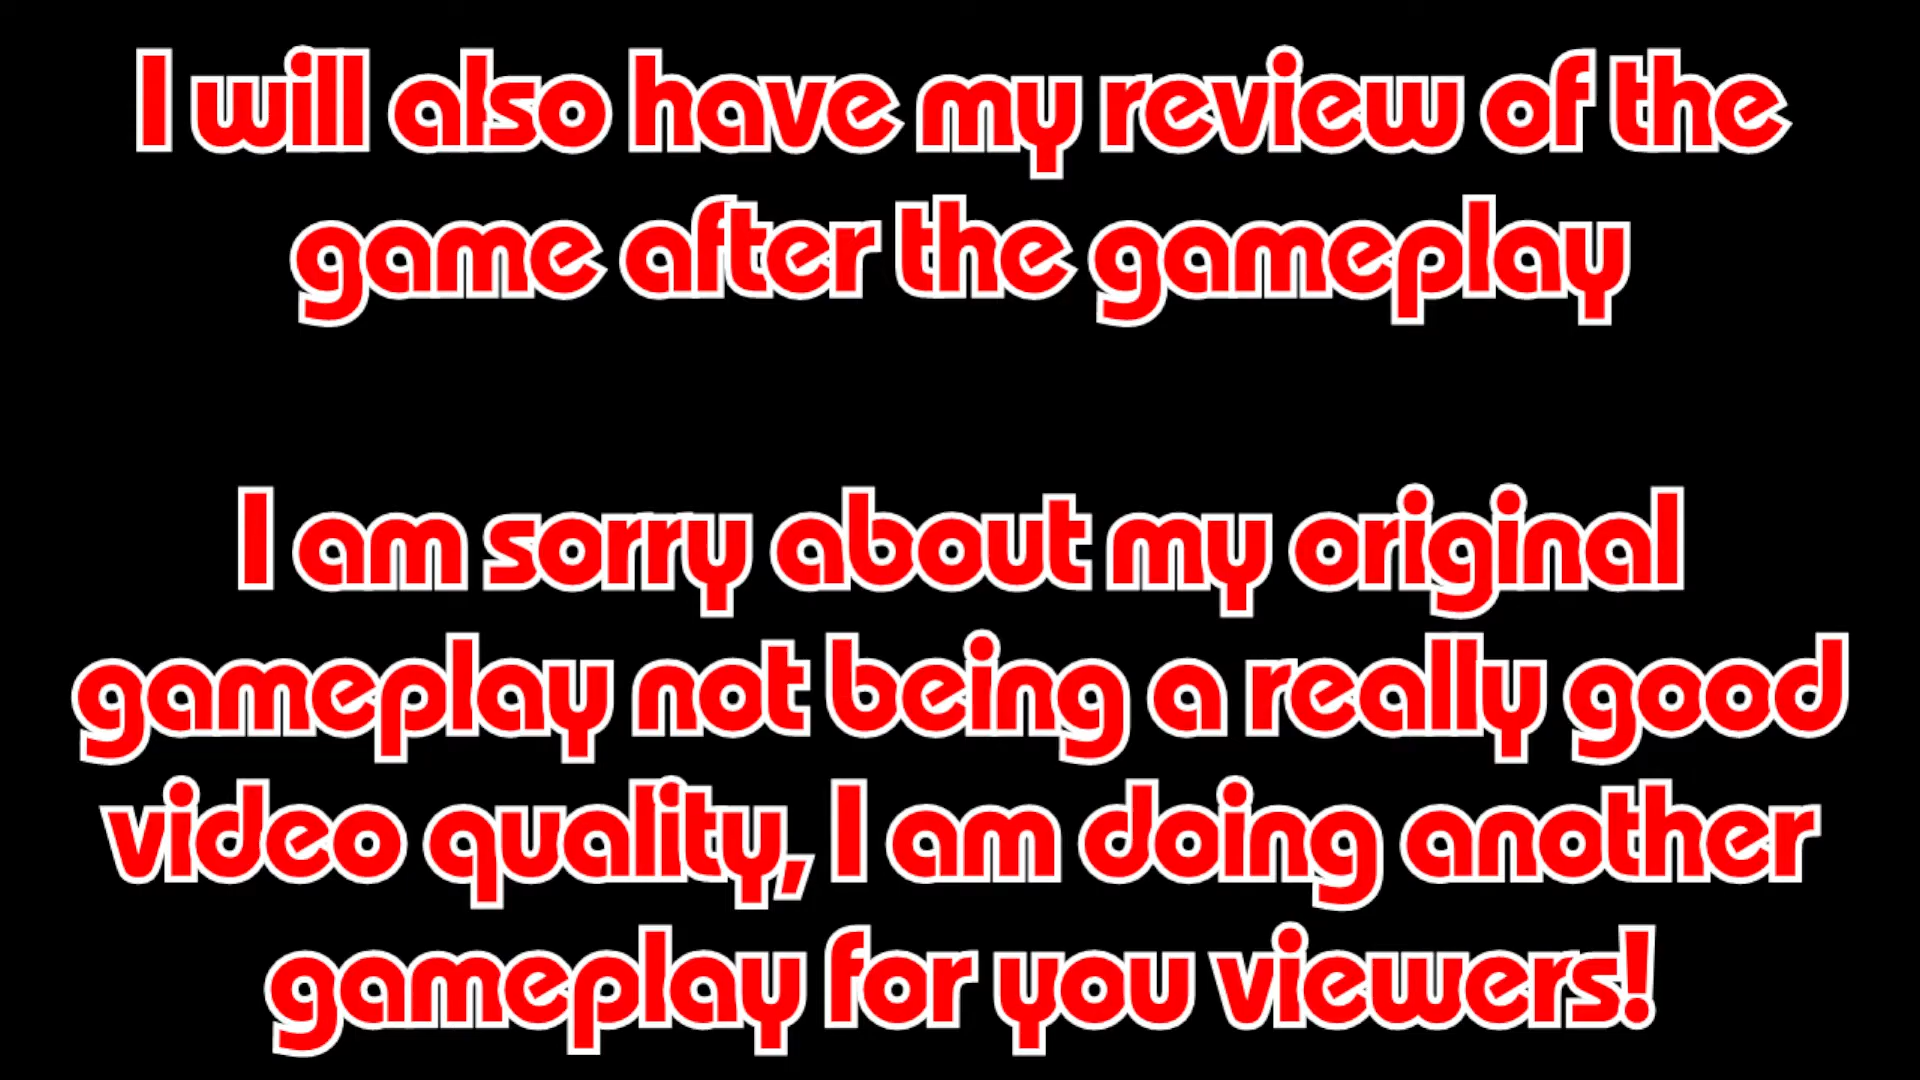 I will also have my review of the
game after the gameplay
I am sorry about my original
gameplay not being a really good
video quality, I am doing another
gameplay for you viewers!